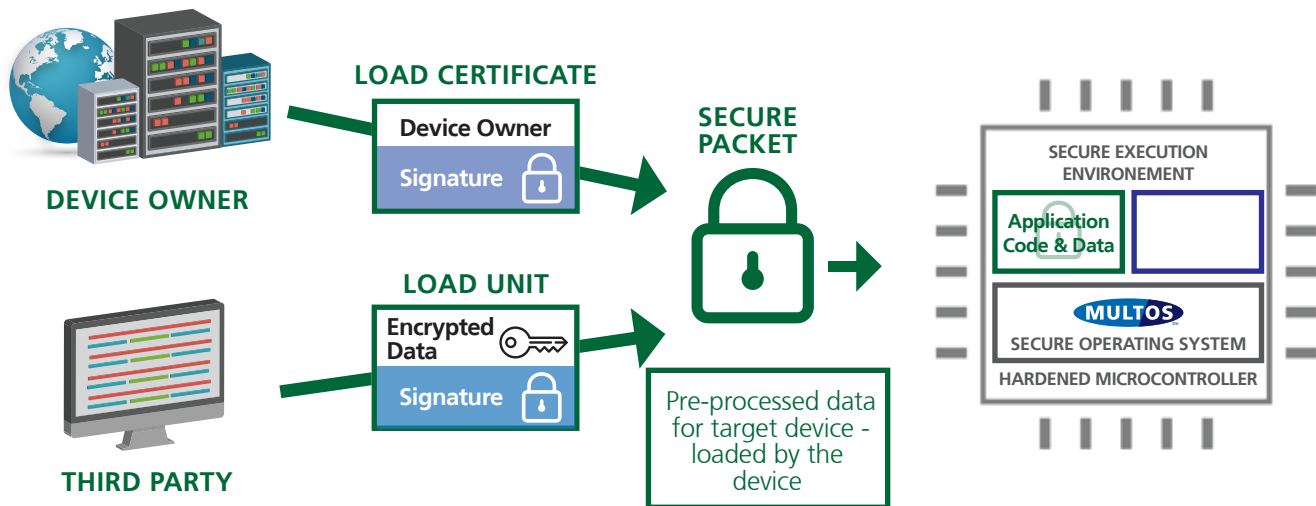 DEVICE OWNER
LOAD CERTIFICATE
Device Owner
Signature
THIRD PARTY
LOAD UNIT
Encrypted
Data
Signature
SECURE
PACKET
Pre-processed data
for target device -
loaded by the
device
SECURE EXECUTION
ENVIRONEMENT
Application
Code & Data
MULTOS
SECURE OPERATING SYSTEM
HARDENED MICROCONTROLLER